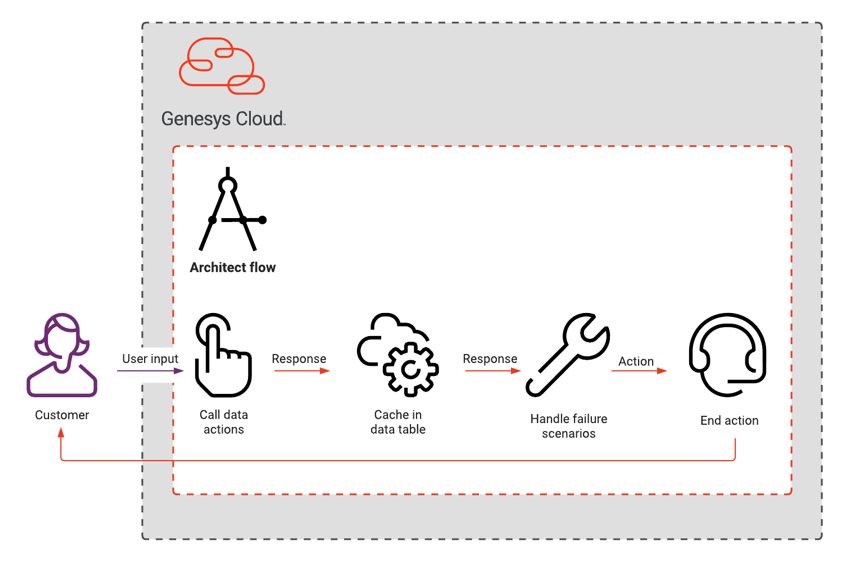 Genesys Cloud.
Architect flow
User input
Response
Response
Action
Customer
Call data
actions
Cache in
data table
Handle failure
scenarios
End action